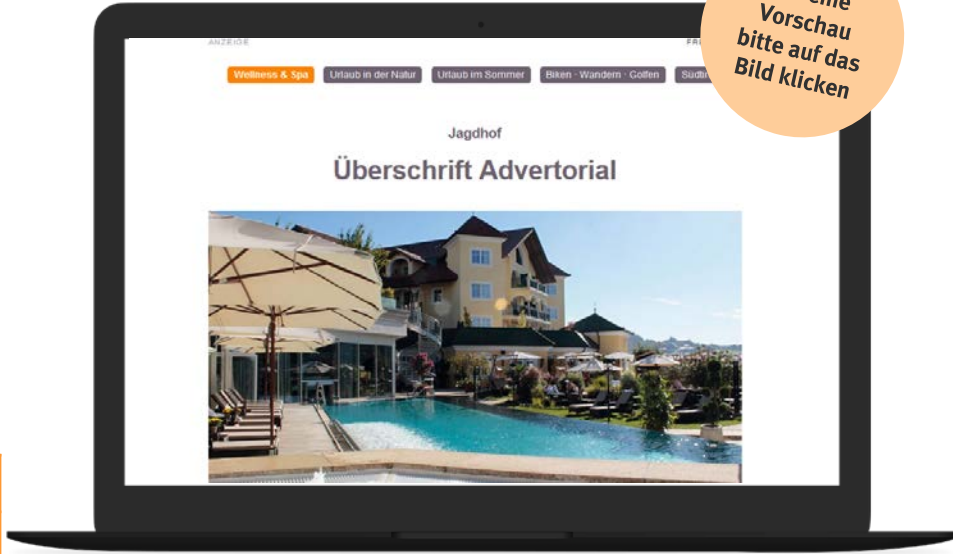 eine
Vorschau
bitte auf das
Bild klicken
ANZEIGE
Wellness & Spa Urlaub in der Natur Urlaub im Sommer Biken · Wandern · Golfen
Jagdhof
Überschrift Advertorial